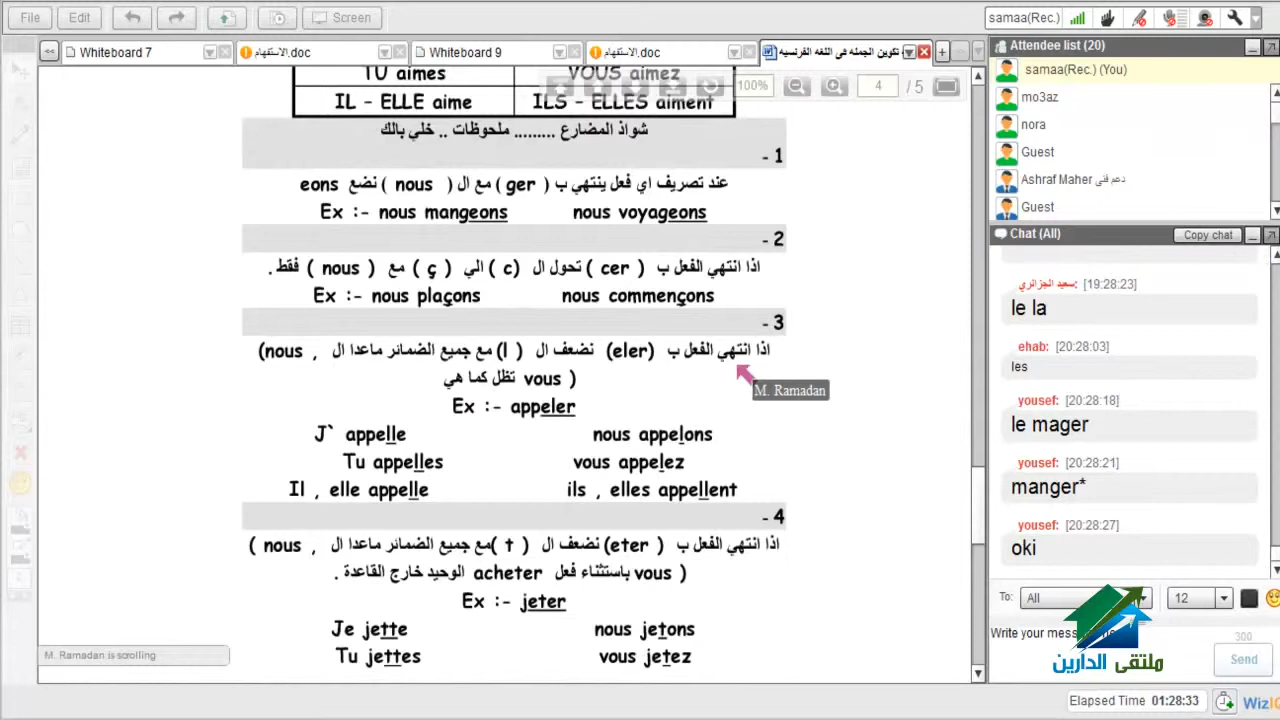 File Edit Screen samaa(Rec.)
Whiteboard 7 الاستفهام.doc Whiteboard 9 الاستفهام.doc تكوين الجمله في اللغه الفرنسيه
TU aimes VOUS aimez 100% 4 / 5
IL - ELLE aime ILS - ELLES aiment
شواذ المضارع ......... ملحوظات .. خلي بالك
1 -
عند تصريف اي فعل ينتهي ب ( ger ) مع ال ( nous ) نضع eons
Ex :- nous mangeons nous voyageons
2 -
اذا انتهي الفعل ب ( cer ) تحول ال ( c ) الي ( ç ) مع ( nous ) فقط .
Ex :- nous plaçons nous commençons
3 -
اذا انتهي الفعل ب (eler ) نضعف ال ( l ) مع جميع الضمائر ماعدا ال nous , )
vous ) تظل كما هي
Ex :- appeler
J` appelle nous appelons
Tu appelles vous appelez
Il , elle appelle ils , elles appellent
4 -
اذا انتهي الفعل ب ( eter ) نضعف ال ( t ) مع جميع الضمائر ماعدا ال nous , )
vous ) باستثناء فعل acheter الوحيد خارج القاعدة .
Ex :- jeter
Je jette nous jetons
Tu jettes vous jetez
M. Ramadan
M. Ramadan is scrolling
Attendee list (20)
samaa(Rec.) (You)
mo3az
nora
Guest
Ashraf Maher دعم فنى
Guest
Chat (All) Copy chat
سعيد الجزائري: [19:28:23]
le la
ehab: [20:28:03]
les
yousef: [20:28:18]
le mager
yousef: [20:28:21]
manger*
yousef: [20:28:27]
oki
To: All 12
Write your mess
300
Send
ملتقى الدارين
Elapsed Time 01:28:33 WizI